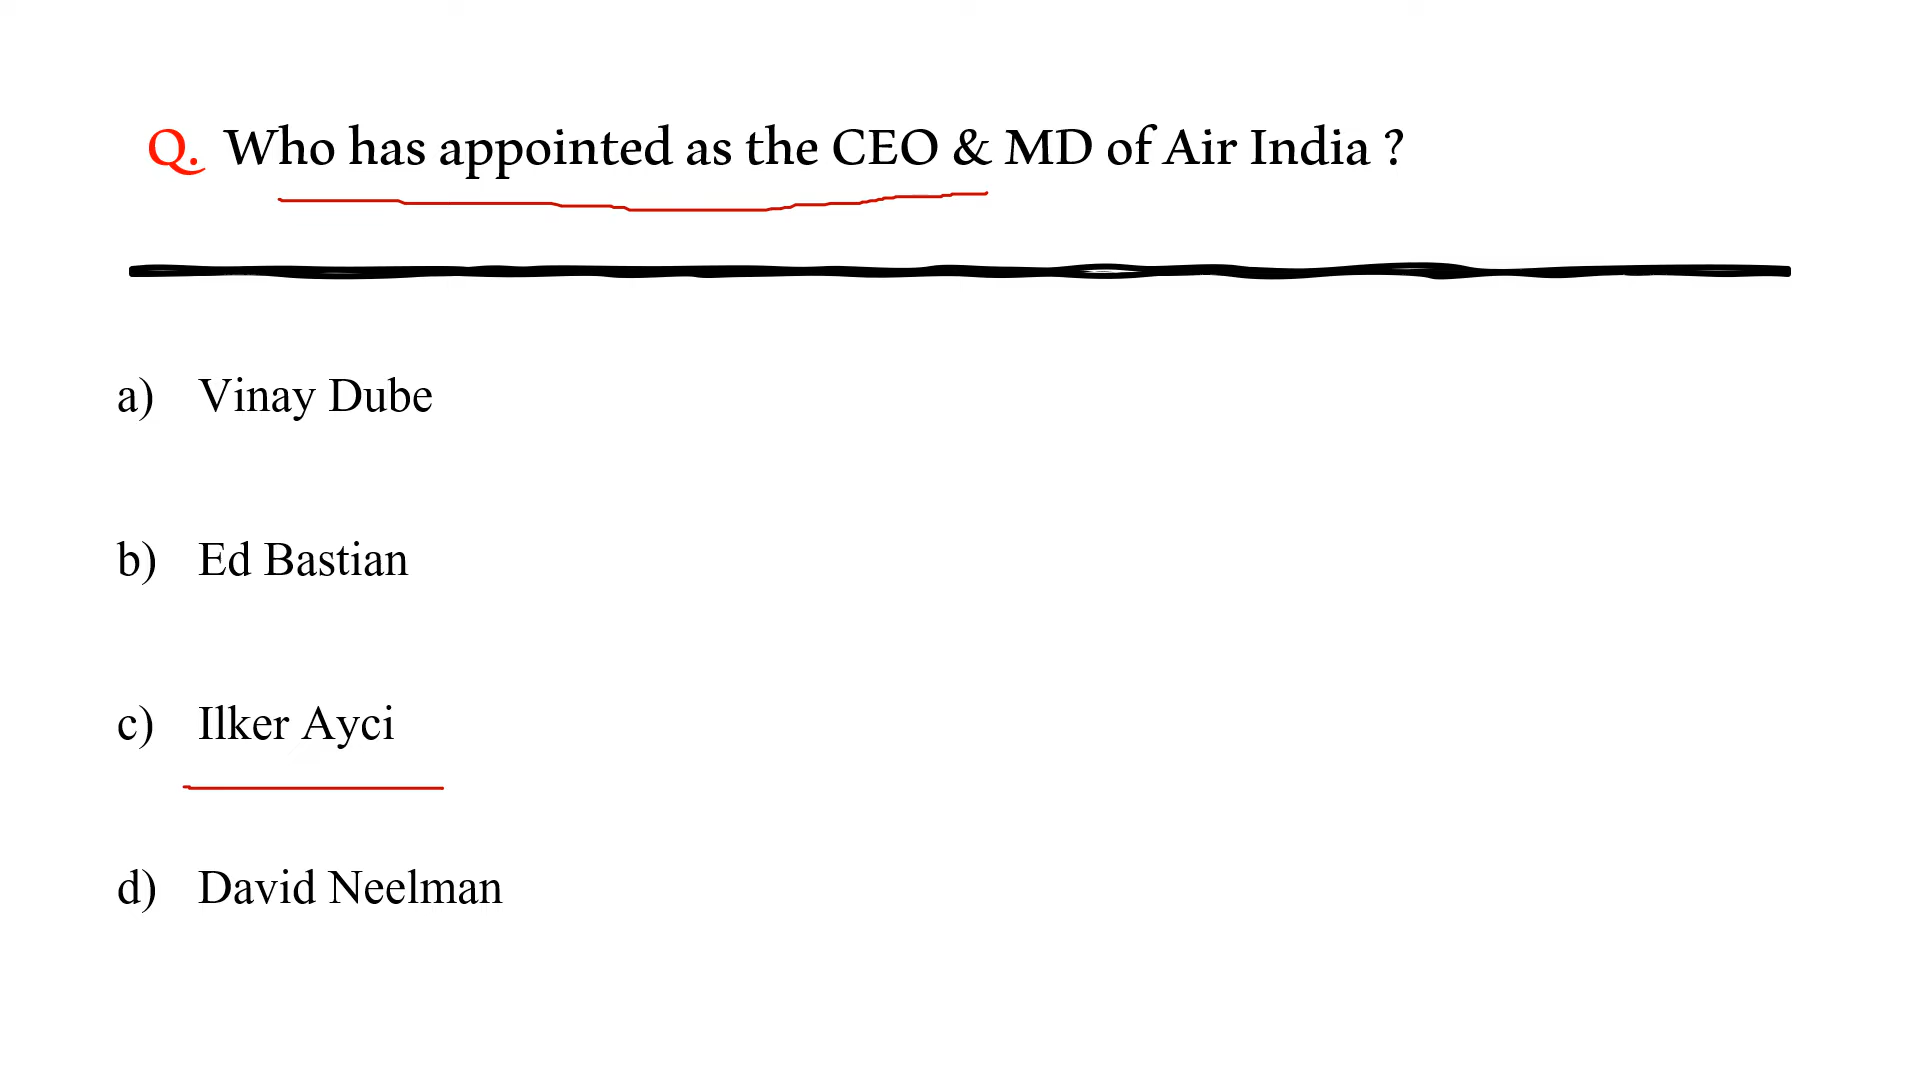 Q. Who has appointed as the CEO & MD of Air India ?
a) Vinay Dube
b) Ed Bastian
c) Ilker Ayci
d) David Neelman